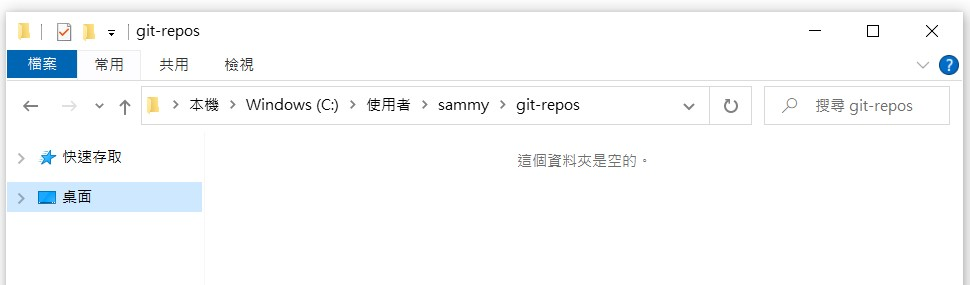 git-repos
檔案 常用 共用 檢視
本機 Windows (C:) 使用者 sammy git-repos 搜尋 git-repos
快速存取
這個資料夾是空的。
桌面